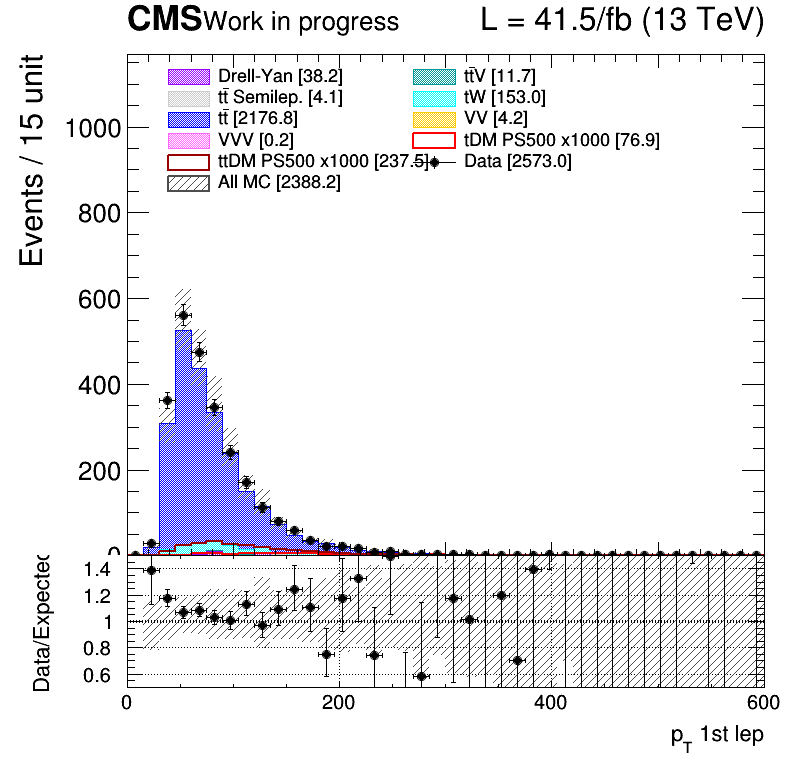 CMS Work in progress L = 41.5/fb (13 TeV)
Drell-Yan [38.2] tt̄V [11.7]
tt̄ Semilep. [4.1] tW [153.0]
tt̄ [2176.8] VV [4.2]
VVV [0.2] tDM PS500 x1000 [76.9]
ttDM PS500 x1000 [237.5] Data [2573.0]
All MC [2388.2]
Events / 15 unit
1000
800
600
400
200
0
Data/Expected
1.4
1.2
1
0.8
0.6
0 200 400 600
p_T 1st lep